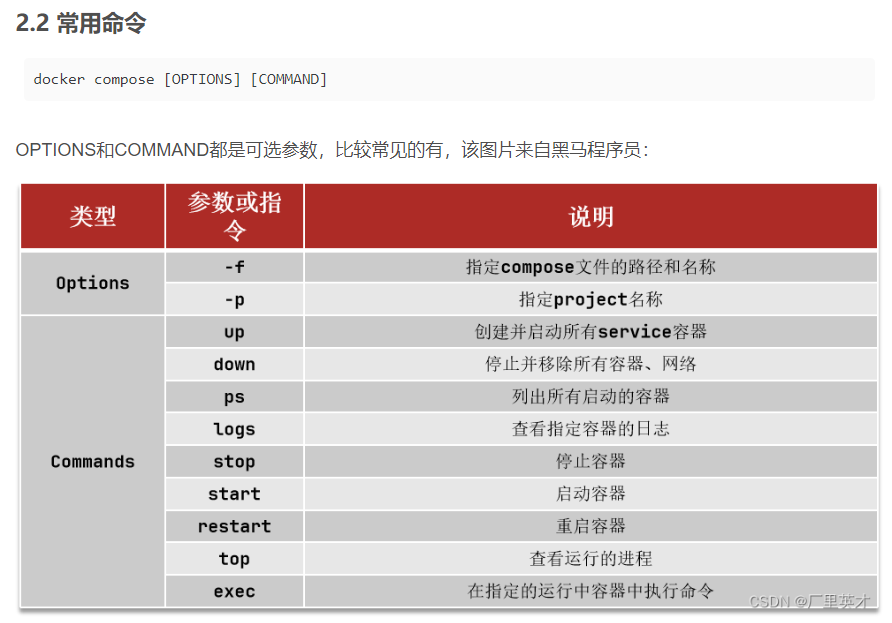 2.2 常用命令
docker compose [OPTIONS] [COMMAND]
OPTIONS和COMMAND都是可选参数，比较常见的有，该图片来自黑马程序员：
类型 参数或指令 说明
Options -f 指定compose文件的路径和名称
-p 指定project名称
Commands up 创建并启动所有service容器
down 停止并移除所有容器、网络
ps 列出所有启动的容器
logs 查看指定容器的日志
stop 停止容器
start 启动容器
restart 重启容器
top 查看运行的进程
exec 在指定的运行中容器中执行命令
CSDN @厂里英才